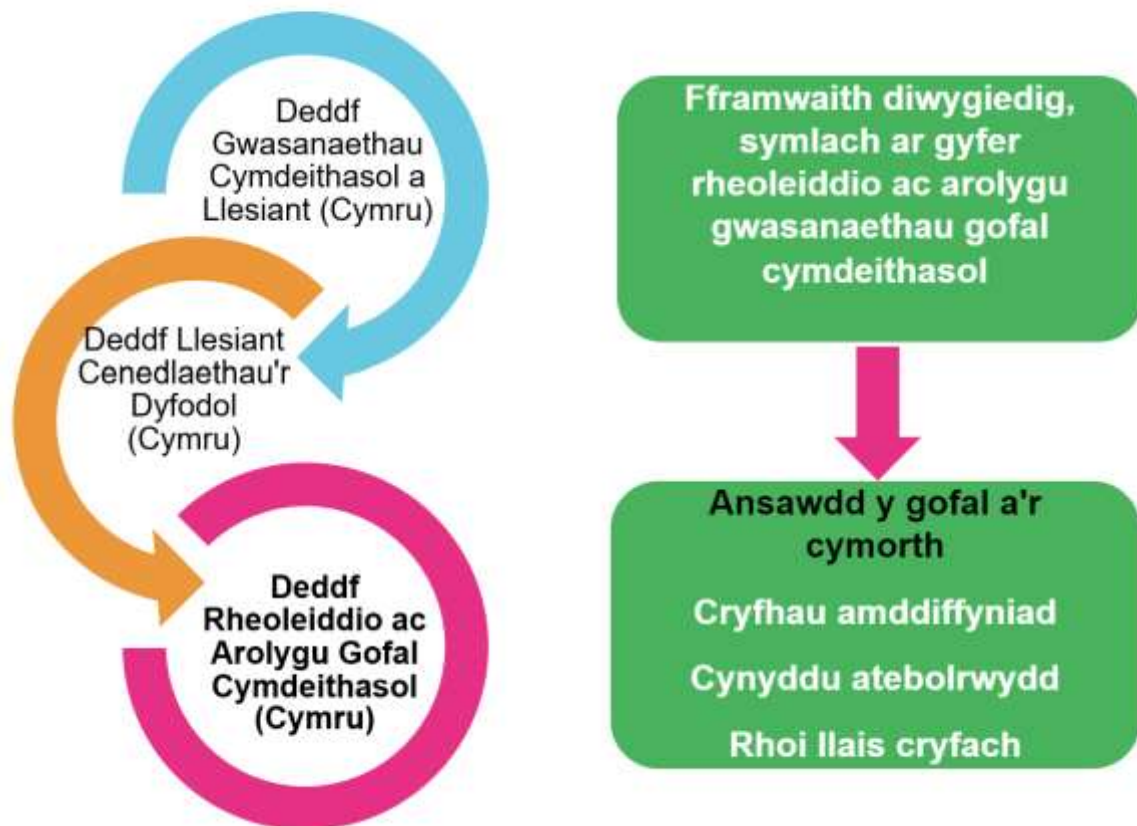 Deddf
Gwasanaethau
Cymdeithasol a
Llesiant (Cymru)
Deddf Llesiant
Cenedlaethau'r
Dyfodol
(Cymru)
Deddf
Rheoleiddio ac
Arolygu Gofal
Cymdeithasol
(Cymru)
Fframwaith diwygiedig,
symlach ar gyfer
rheoleiddio ac arolygu
gwasanaethau gofal
cymdeithasol
Ansawdd y gofal a'r
cymorth
Cryfhau amddiffyniad
Cynyddu atebolrwydd
Rhoi llais cryfach